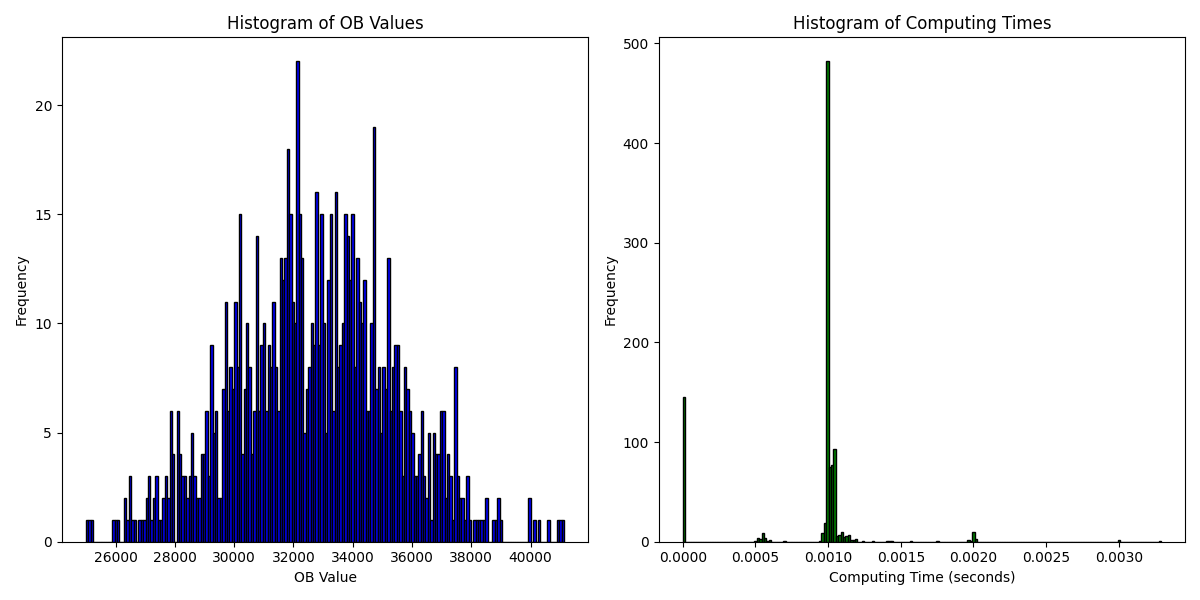 Histogram of OB Values
Frequency
0
5
10
15
20
26000 28000 30000 32000 34000 36000 38000 40000
OB Value
Histogram of Computing Times
Frequency
0
100
200
300
400
500
0.0000 0.0005 0.0010 0.0015 0.0020 0.0025 0.0030
Computing Time (seconds)